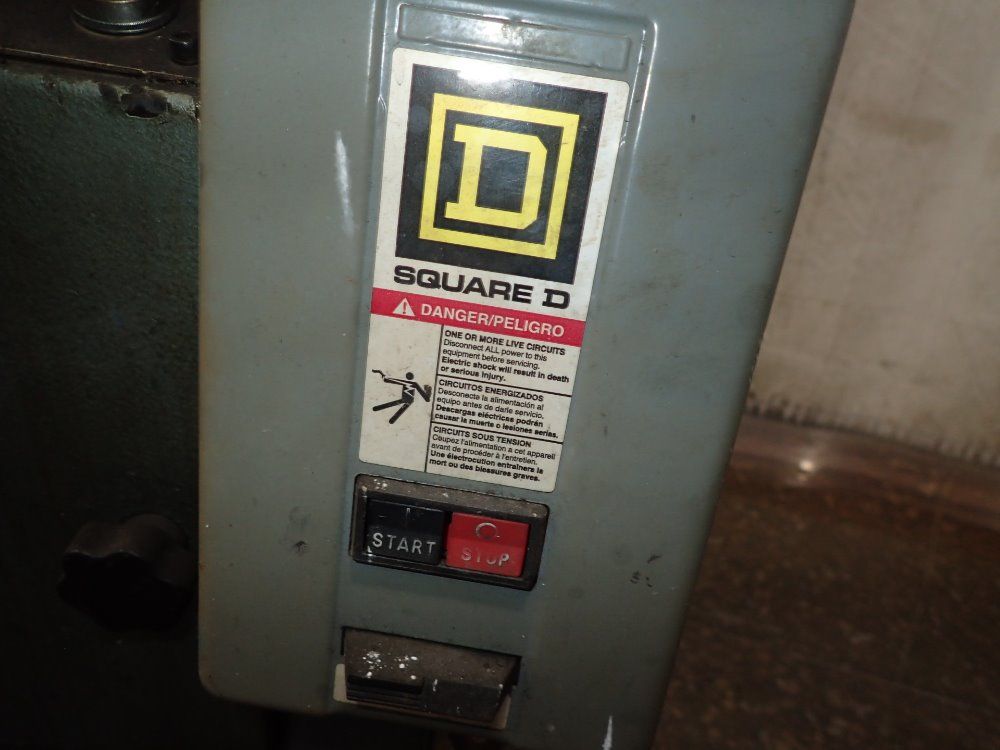 D
SQUARE D
DANGER/PELIGRO
ONE OR MORE LIVE CIRCUITS
Disconnect ALL power to this
equipment before servicing.
Electric shock will result in death
or serious injury.
CIRCUITOS ENERGIZADOS
Desconecte la alimentación al
equipo antes de darle servicio.
Descargas eléctricas podrán
causar la muerte o lesiones serias.
CIRCUITS SOUS TENSION
Coupez l'alimentation a cet appareil
avant de procéder à l'entretien.
Une électrocution entraînera la
mort ou des blessures graves.
START
STOP